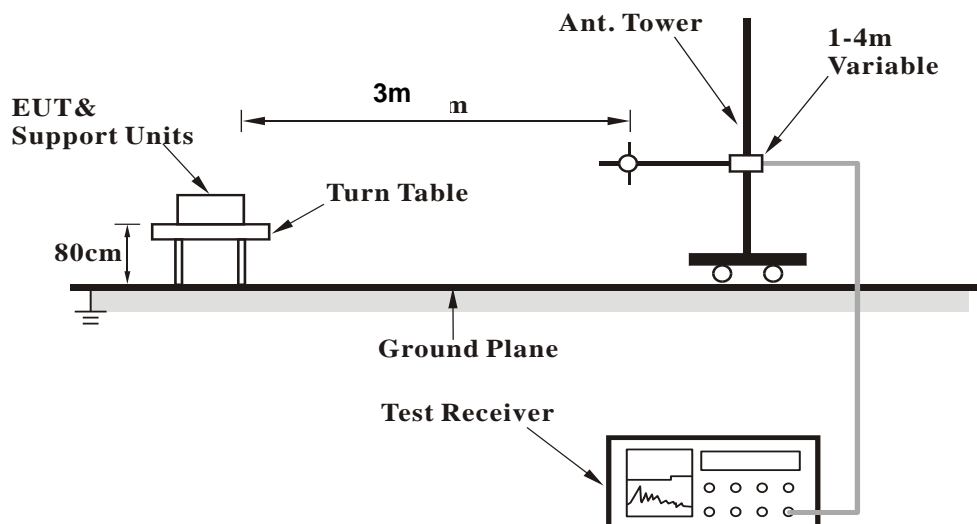 Ant. Tower
1-4m
Variable
3m
m
EUT&
Support Units
Turn Table
80cm
Ground Plane
Test Receiver